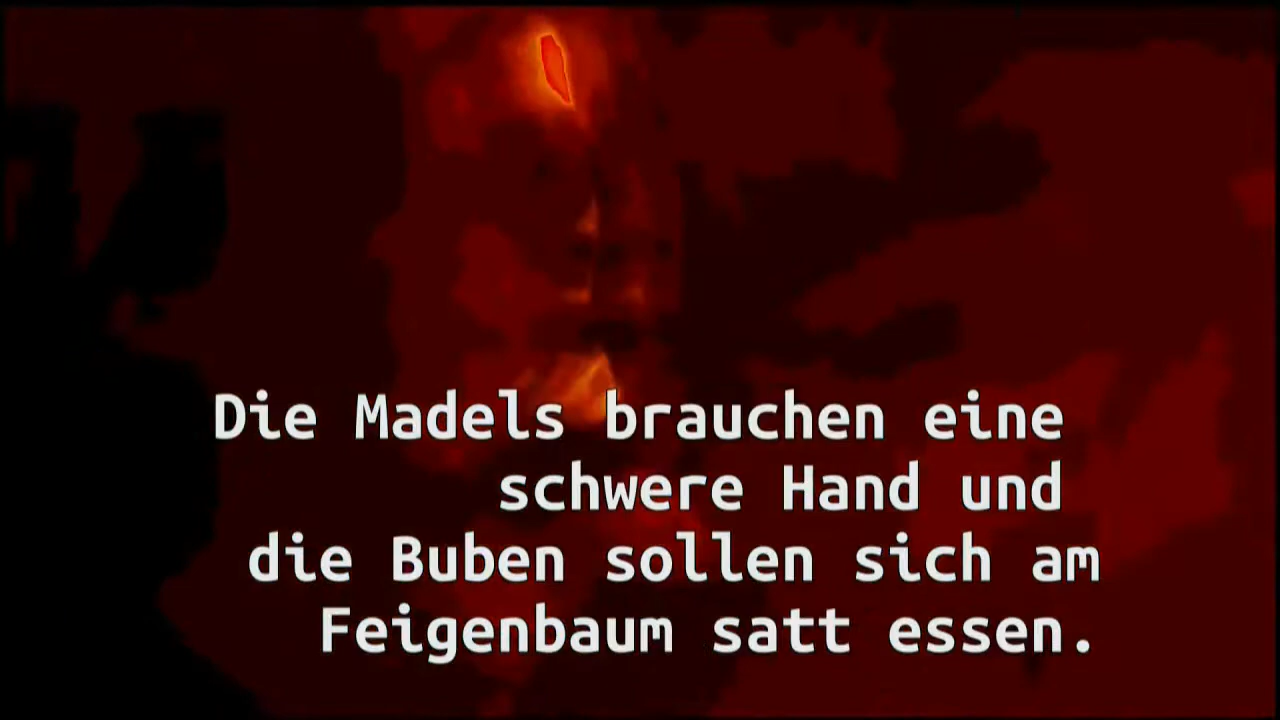 Die Madels brauchen eine
schwere Hand und
die Buben sollen sich am
Feigenbaum satt essen.